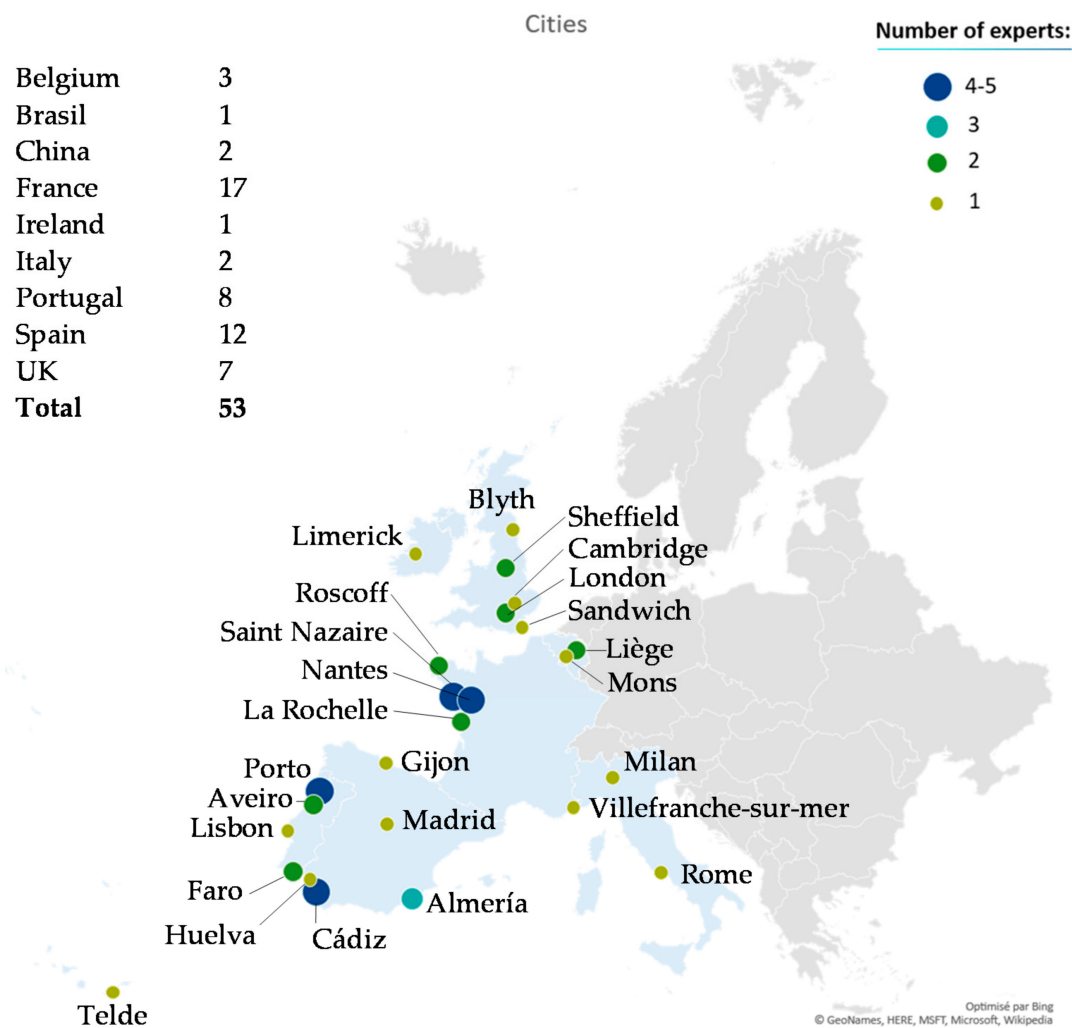 Cities
Number of experts:
4-5
3
2
1
Belgium 3
Brasil 1
China 2
France 17
Ireland 1
Italy 2
Portugal 8
Spain 12
UK 7
Total 53
Blyth
Sheffield
Limerick
Cambridge
London
Roscoff
Sandwich
Saint Nazaire
Liège
Nantes
Mons
La Rochelle
Gijon
Milan
Porto
Aveiro
Villefranche-sur-mer
Lisbon
Madrid
Rome
Faro
Almería
Huelva
Cádiz
Telde
Optimisé par Bing
© GeoNames, HERE, MSFT, Microsoft, Wikipedia